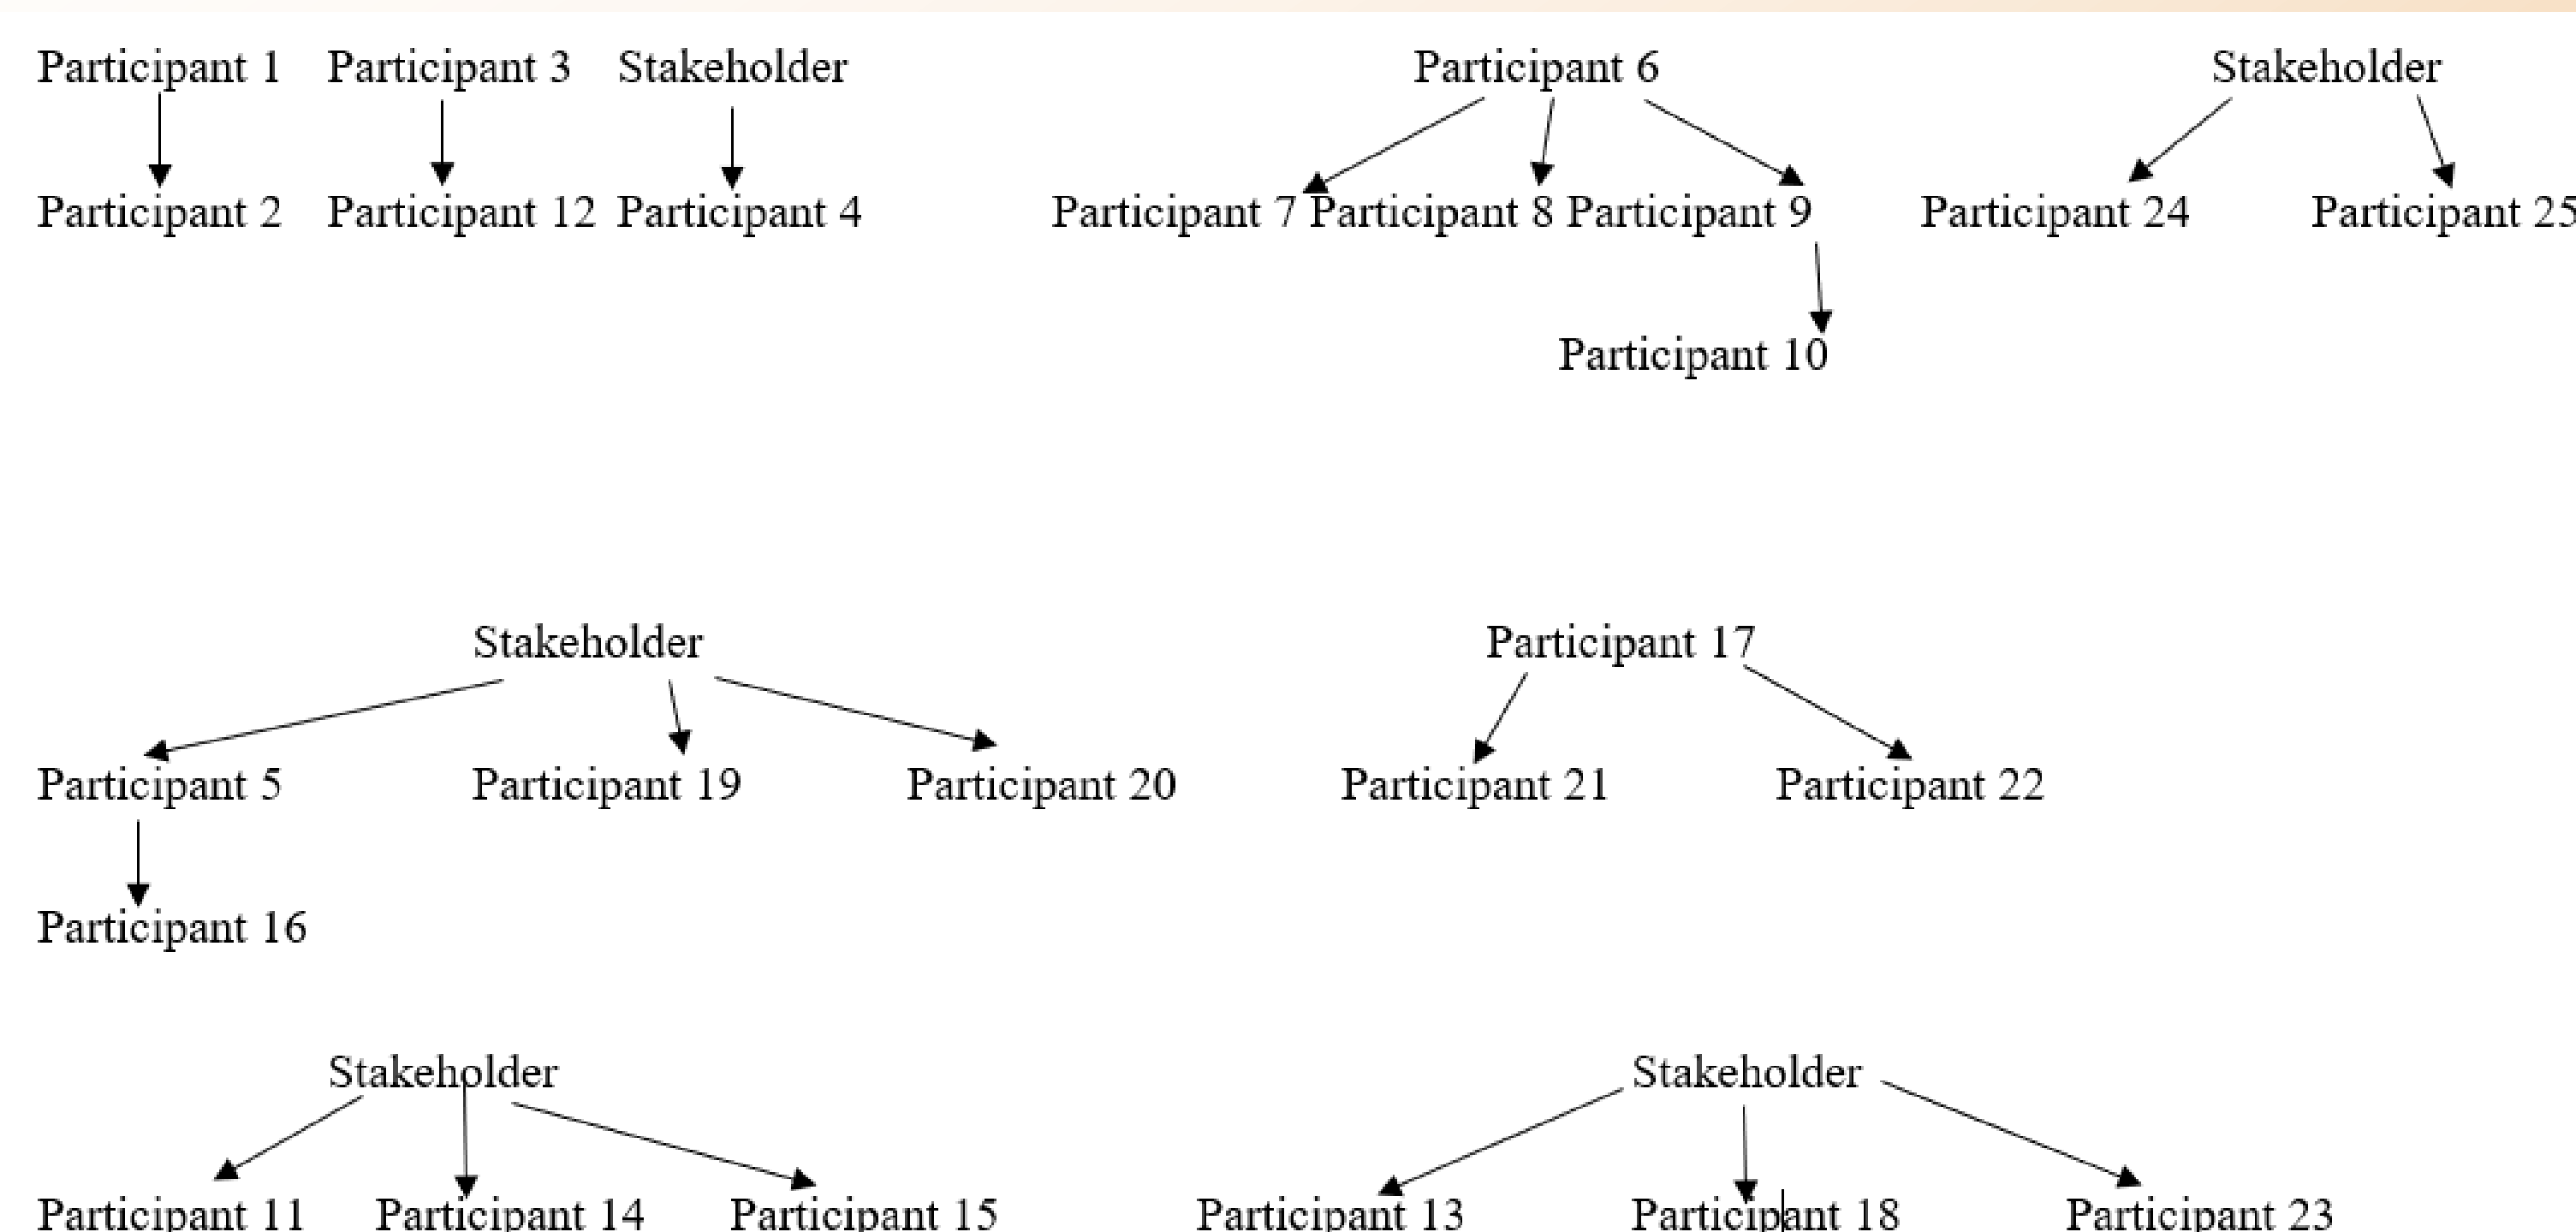 Participant 1 Participant 3 Stakeholder Participant 6 Stakeholder
Participant 2 Participant 12 Participant 4 Participant 7 Participant 8 Participant 9 Participant 24 Participant 25
Participant 10
Stakeholder Participant 17
Participant 5 Participant 19 Participant 20 Participant 21 Participant 22
Participant 16
Stakeholder Stakeholder
Participant 11 Participant 14 Participant 15 Participant 13 Participant 18 Participant 23